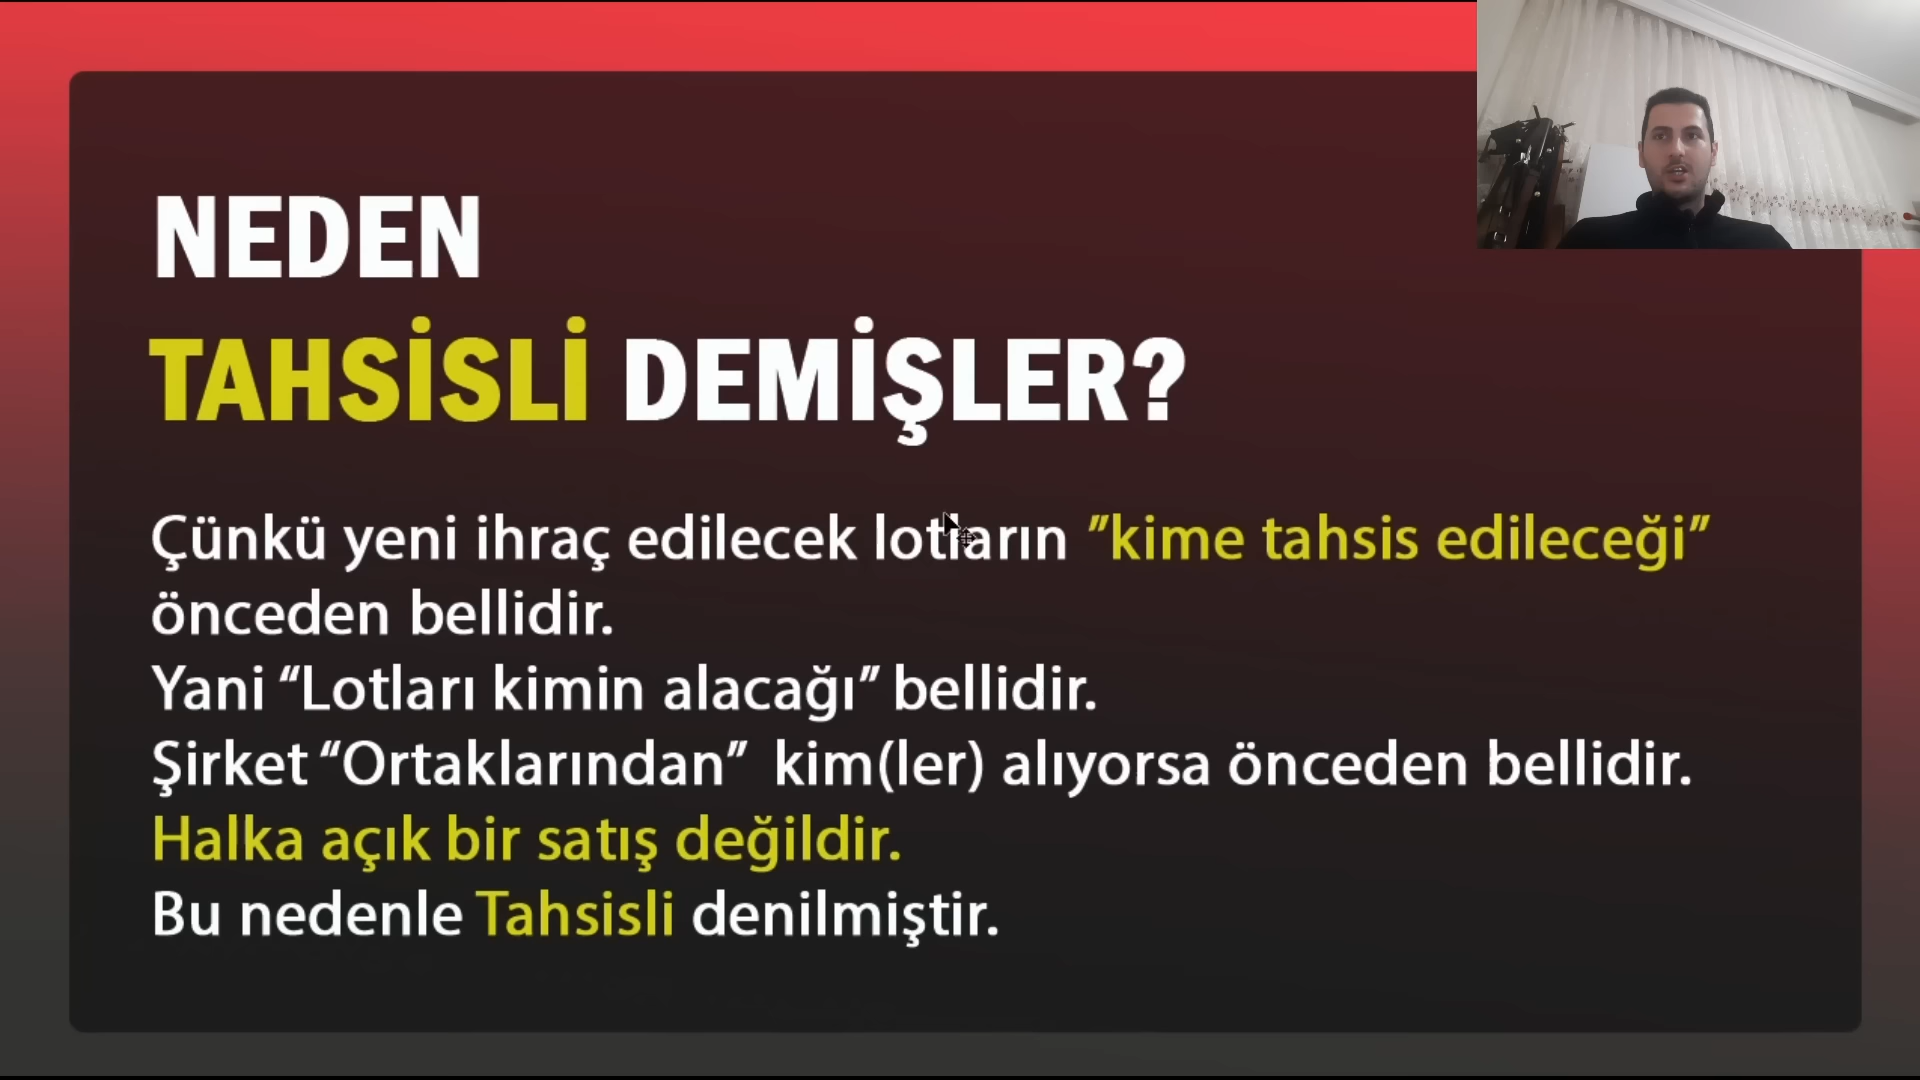 NEDEN
TAHSİSLİ DEMİŞLER?
Çünkü yeni ihraç edilecek lotların ”kime tahsis edileceği”
önceden bellidir.
Yani “Lotları kimin alacağı” bellidir.
Şirket “Ortaklarından” kim(ler) alıyorsa önceden bellidir.
Halka açık bir satış değildir.
Bu nedenle Tahsisli denilmiştir.